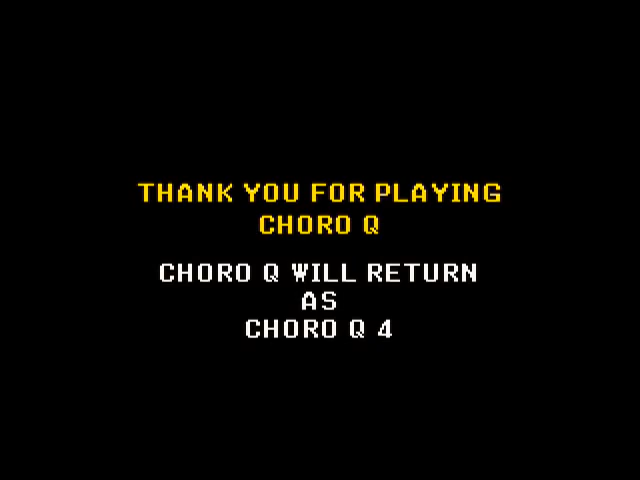 THANK YOU FOR PLAYING
CHORO Q
CHORO Q WILL RETURN
AS
CHORO Q 4